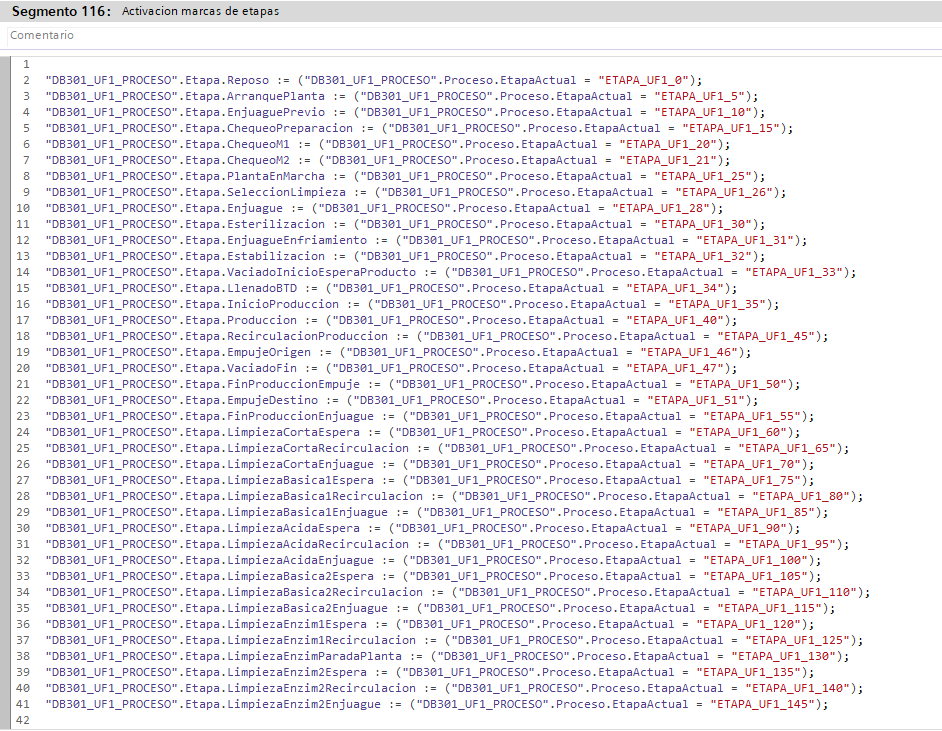 Segmento 116: Activacion marcas de etapas
Comentario
1
2 "DB301_UF1_PROCESO".Etapa.Reposo := ("DB301_UF1_PROCESO".Proceso.EtapaActual = "ETAPA_UF1_0");
3 "DB301_UF1_PROCESO".Etapa.ArranquePlanta := ("DB301_UF1_PROCESO".Proceso.EtapaActual = "ETAPA_UF1_5");
4 "DB301_UF1_PROCESO".Etapa.EnjuaguePrevio := ("DB301_UF1_PROCESO".Proceso.EtapaActual = "ETAPA_UF1_10");
5 "DB301_UF1_PROCESO".Etapa.ChequeoPreparacion := ("DB301_UF1_PROCESO".Proceso.EtapaActual = "ETAPA_UF1_15");
6 "DB301_UF1_PROCESO".Etapa.ChequeoM1 := ("DB301_UF1_PROCESO".Proceso.EtapaActual = "ETAPA_UF1_20");
7 "DB301_UF1_PROCESO".Etapa.ChequeoM2 := ("DB301_UF1_PROCESO".Proceso.EtapaActual = "ETAPA_UF1_21");
8 "DB301_UF1_PROCESO".Etapa.PlantaEnMarcha := ("DB301_UF1_PROCESO".Proceso.EtapaActual = "ETAPA_UF1_25");
9 "DB301_UF1_PROCESO".Etapa.SeleccionLimpieza := ("DB301_UF1_PROCESO".Proceso.EtapaActual = "ETAPA_UF1_26");
10 "DB301_UF1_PROCESO".Etapa.Enjuague := ("DB301_UF1_PROCESO".Proceso.EtapaActual = "ETAPA_UF1_28");
11 "DB301_UF1_PROCESO".Etapa.Esterilizacion := ("DB301_UF1_PROCESO".Proceso.EtapaActual = "ETAPA_UF1_30");
12 "DB301_UF1_PROCESO".Etapa.EnjuagueEnfriamiento := ("DB301_UF1_PROCESO".Proceso.EtapaActual = "ETAPA_UF1_31");
13 "DB301_UF1_PROCESO".Etapa.Estabilizacion := ("DB301_UF1_PROCESO".Proceso.EtapaActual = "ETAPA_UF1_32");
14 "DB301_UF1_PROCESO".Etapa.VaciadoInicioEsperaProducto := ("DB301_UF1_PROCESO".Proceso.EtapaActual = "ETAPA_UF1_33");
15 "DB301_UF1_PROCESO".Etapa.LlenadoBTD := ("DB301_UF1_PROCESO".Proceso.EtapaActual = "ETAPA_UF1_34");
16 "DB301_UF1_PROCESO".Etapa.InicioProduccion := ("DB301_UF1_PROCESO".Proceso.EtapaActual = "ETAPA_UF1_35");
17 "DB301_UF1_PROCESO".Etapa.Produccion := ("DB301_UF1_PROCESO".Proceso.EtapaActual = "ETAPA_UF1_40");
18 "DB301_UF1_PROCESO".Etapa.RecirculacionProduccion := ("DB301_UF1_PROCESO".Proceso.EtapaActual = "ETAPA_UF1_45");
19 "DB301_UF1_PROCESO".Etapa.EmpujeOrigen := ("DB301_UF1_PROCESO".Proceso.EtapaActual = "ETAPA_UF1_46");
20 "DB301_UF1_PROCESO".Etapa.VaciadoFin := ("DB301_UF1_PROCESO".Proceso.EtapaActual = "ETAPA_UF1_47");
21 "DB301_UF1_PROCESO".Etapa.FinProduccionEmpuje := ("DB301_UF1_PROCESO".Proceso.EtapaActual = "ETAPA_UF1_50");
22 "DB301_UF1_PROCESO".Etapa.EmpujeDestino := ("DB301_UF1_PROCESO".Proceso.EtapaActual = "ETAPA_UF1_51");
23 "DB301_UF1_PROCESO".Etapa.FinProduccionEnjuague := ("DB301_UF1_PROCESO".Proceso.EtapaActual = "ETAPA_UF1_55");
24 "DB301_UF1_PROCESO".Etapa.LimpiezaCortaEspera := ("DB301_UF1_PROCESO".Proceso.EtapaActual = "ETAPA_UF1_60");
25 "DB301_UF1_PROCESO".Etapa.LimpiezaCortaRecirculacion := ("DB301_UF1_PROCESO".Proceso.EtapaActual = "ETAPA_UF1_65");
26 "DB301_UF1_PROCESO".Etapa.LimpiezaCortaEnjuague := ("DB301_UF1_PROCESO".Proceso.EtapaActual = "ETAPA_UF1_70");
27 "DB301_UF1_PROCESO".Etapa.LimpiezaBasica1Espera := ("DB301_UF1_PROCESO".Proceso.EtapaActual = "ETAPA_UF1_75");
28 "DB301_UF1_PROCESO".Etapa.LimpiezaBasica1Recirculacion := ("DB301_UF1_PROCESO".Proceso.EtapaActual = "ETAPA_UF1_80");
29 "DB301_UF1_PROCESO".Etapa.LimpiezaBasica1Enjuague := ("DB301_UF1_PROCESO".Proceso.EtapaActual = "ETAPA_UF1_85");
30 "DB301_UF1_PROCESO".Etapa.LimpiezaAcidaEspera := ("DB301_UF1_PROCESO".Proceso.EtapaActual = "ETAPA_UF1_90");
31 "DB301_UF1_PROCESO".Etapa.LimpiezaAcidaRecirculacion := ("DB301_UF1_PROCESO".Proceso.EtapaActual = "ETAPA_UF1_95");
32 "DB301_UF1_PROCESO".Etapa.LimpiezaAcidaEnjuague := ("DB301_UF1_PROCESO".Proceso.EtapaActual = "ETAPA_UF1_100");
33 "DB301_UF1_PROCESO".Etapa.LimpiezaBasica2Espera := ("DB301_UF1_PROCESO".Proceso.EtapaActual = "ETAPA_UF1_105");
34 "DB301_UF1_PROCESO".Etapa.LimpiezaBasica2Recirculacion := ("DB301_UF1_PROCESO".Proceso.EtapaActual = "ETAPA_UF1_110");
35 "DB301_UF1_PROCESO".Etapa.LimpiezaBasica2Enjuague := ("DB301_UF1_PROCESO".Proceso.EtapaActual = "ETAPA_UF1_115");
36 "DB301_UF1_PROCESO".Etapa.LimpiezaEnzim1Espera := ("DB301_UF1_PROCESO".Proceso.EtapaActual = "ETAPA_UF1_120");
37 "DB301_UF1_PROCESO".Etapa.LimpiezaEnzim1Recirculacion := ("DB301_UF1_PROCESO".Proceso.EtapaActual = "ETAPA_UF1_125");
38 "DB301_UF1_PROCESO".Etapa.LimpiezaEnzimParadaPlanta := ("DB301_UF1_PROCESO".Proceso.EtapaActual = "ETAPA_UF1_130");
39 "DB301_UF1_PROCESO".Etapa.LimpiezaEnzim2Espera := ("DB301_UF1_PROCESO".Proceso.EtapaActual = "ETAPA_UF1_135");
40 "DB301_UF1_PROCESO".Etapa.LimpiezaEnzim2Recirculacion := ("DB301_UF1_PROCESO".Proceso.EtapaActual = "ETAPA_UF1_140");
41 "DB301_UF1_PROCESO".Etapa.LimpiezaEnzim2Enjuague := ("DB301_UF1_PROCESO".Proceso.EtapaActual = "ETAPA_UF1_145");
42